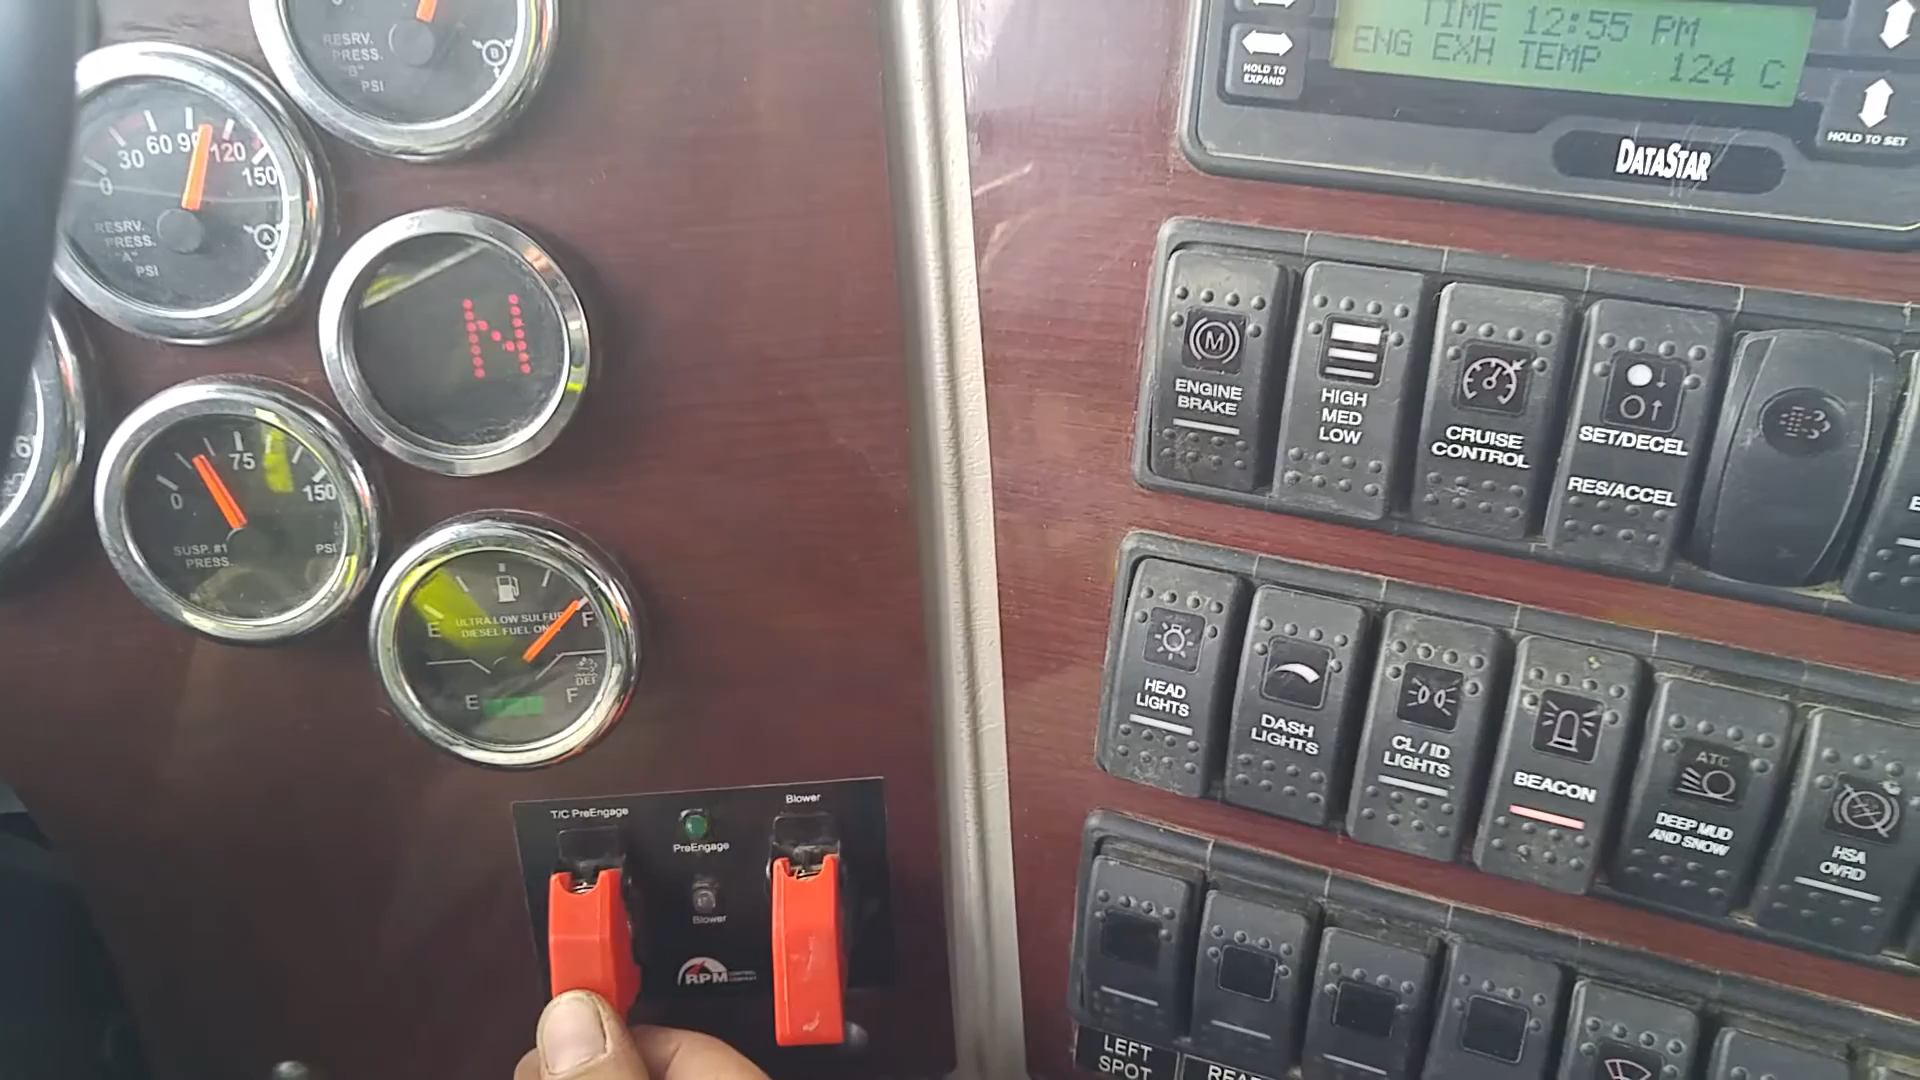 RESRV.
PRESS.
"B"
PSI
B
0
30
60
90
120
150
RESRV.
PRESS.
"A"
PSI
A
N
0
75
150
SUSP. #1
PRESS.
PSI
E
ULTRA LOW SULFUR
DIESEL FUEL ONLY
F
DEF
E
F
T/C PreEngage
PreEngage
Blower
Blower
RPM
TIME 12:55 PM
ENG EXH TEMP 124 C
HOLD TO
EXPAND
HOLD TO SET
DATASTAR
M
ENGINE
BRAKE
HIGH
MED
LOW
CRUISE
CONTROL
SET/DECEL
RES/ACCEL
HEAD
LIGHTS
DASH
LIGHTS
CL/ID
LIGHTS
BEACON
ATC
DEEP MUD
AND SNOW
HSA
OVRD
LEFT
SPOT